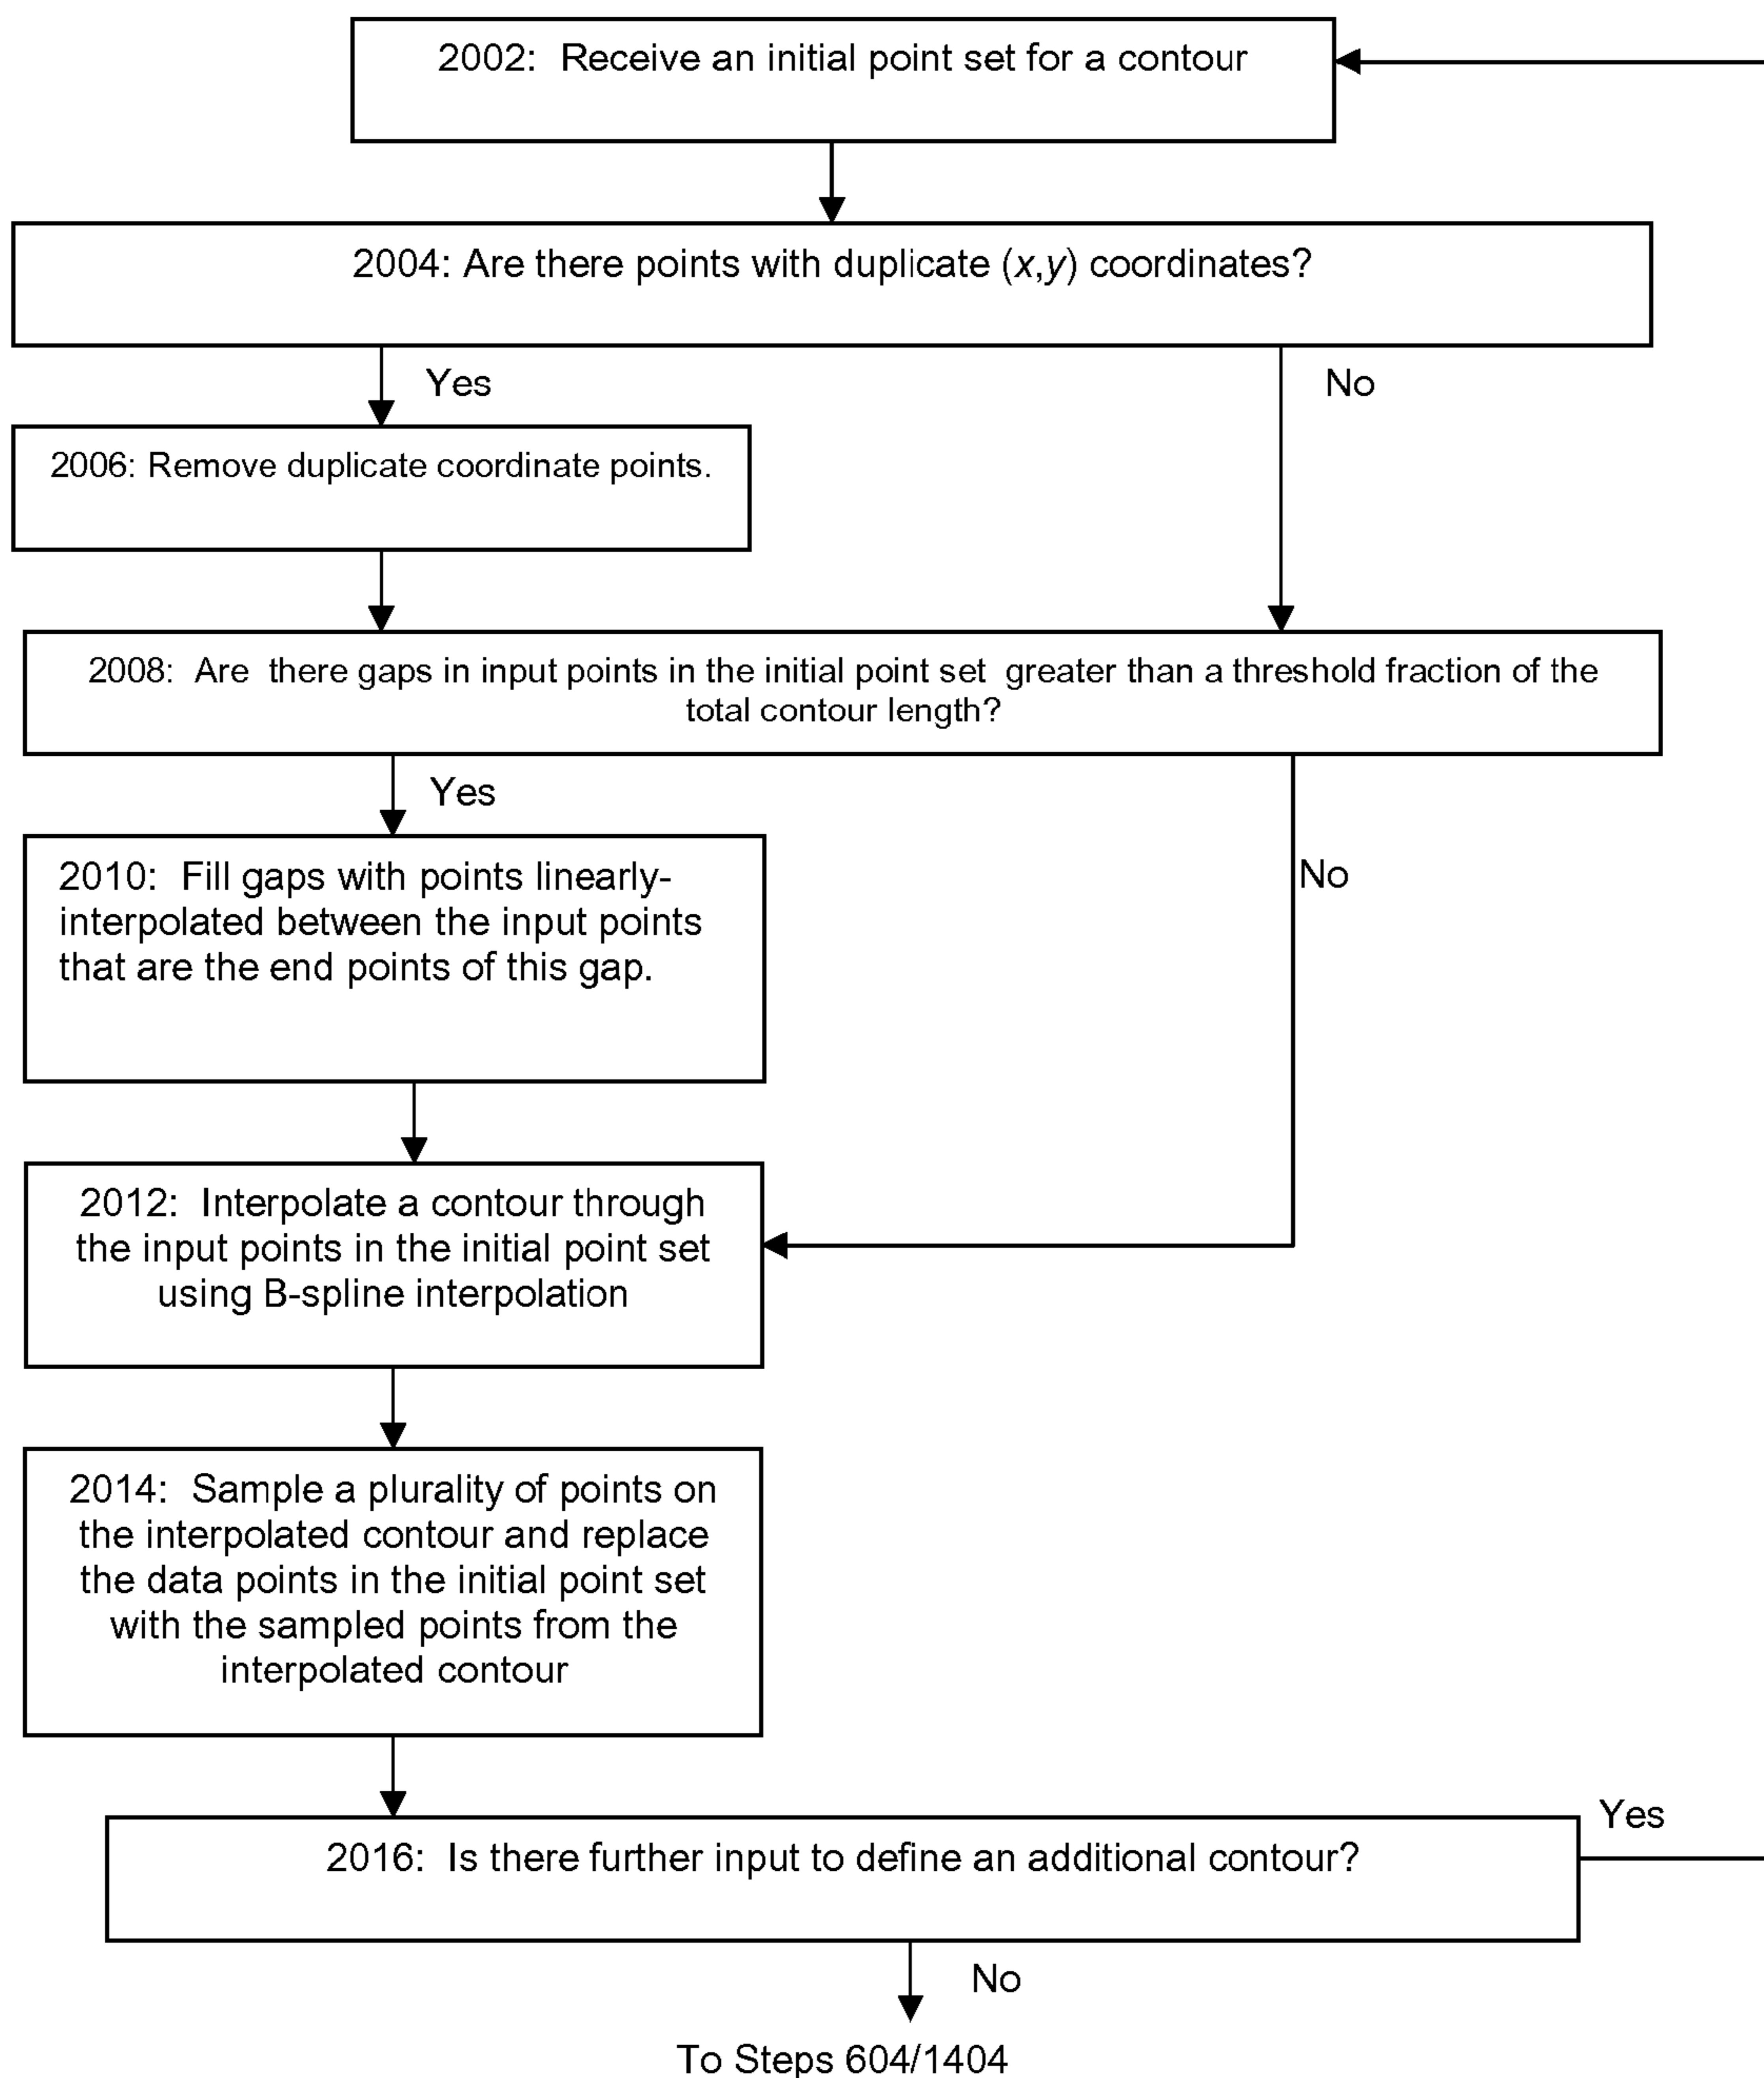 2002: Receive an initial point set for a contour
2004: Are there points with duplicate (x,y) coordinates?
Yes
No
2006: Remove duplicate coordinate points.
2008: Are there gaps in input points in the initial point set greater than a threshold fraction of the
total contour length?
Yes
No
2010: Fill gaps with points linearly-
interpolated between the input points
that are the end points of this gap.
2012: Interpolate a contour through
the input points in the initial point set
using B-spline interpolation
2014: Sample a plurality of points on
the interpolated contour and replace
the data points in the initial point set
with the sampled points from the
interpolated contour
Yes
2016: Is there further input to define an additional contour?
No
To Steps 604/1404